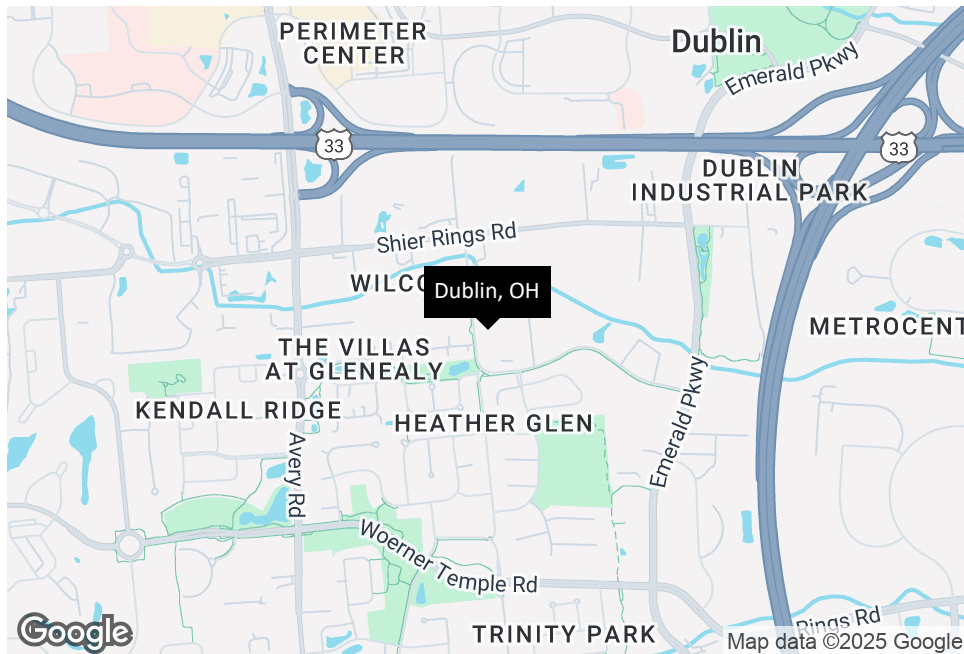 PERIMETER
CENTER
Dublin
Emerald Pkwy
33
33
DUBLIN
INDUSTRIAL PARK
Shier Rings Rd
WILCO
Dublin, OH
METROCENT
THE VILLAS
AT GLENEALY
KENDALL RIDGE
HEATHER GLEN
Emerald Pkwy
Avery Rd
Woerner Temple Rd
Rings Rd
TRINITY PARK
Google
Map data ©2025 Google